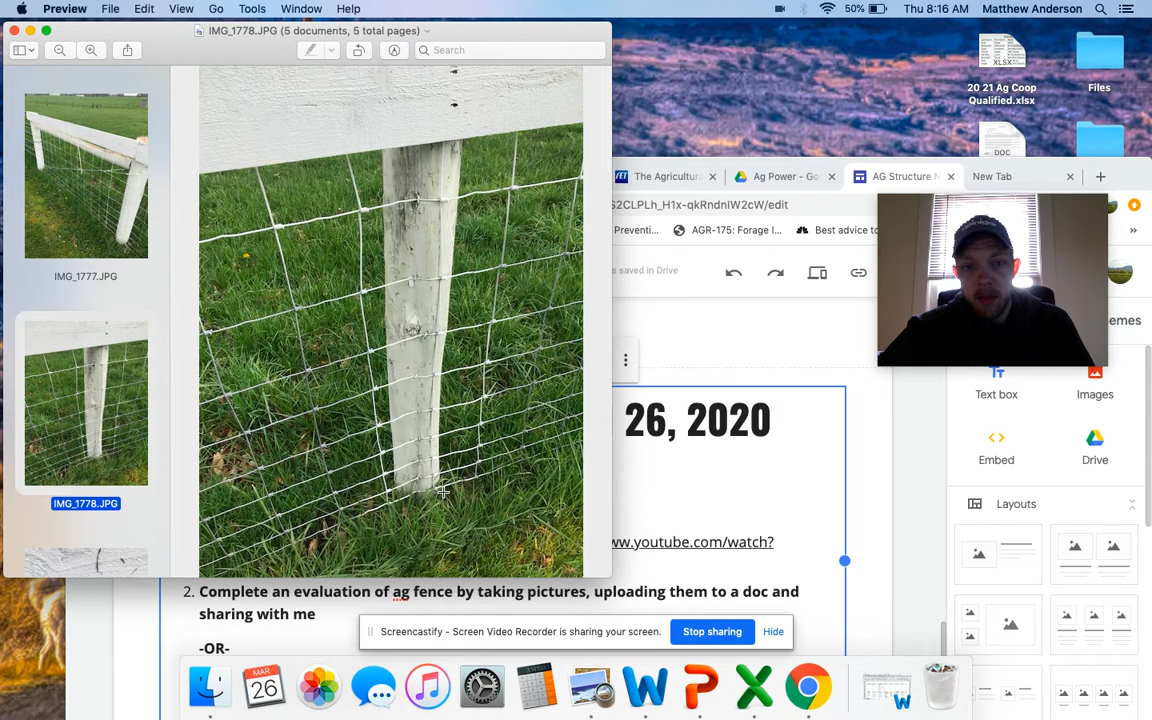 Preview File Edit View Go Tools Window Help
50% Thu 8:16 AM Matthew Anderson
IMG_1778.JPG (5 documents, 5 total pages)
Search
IMG_1777.JPG
IMG_1778.JPG
XLSX
20 21 Ag Coop
Qualified.xlsx
Files
DOC
FET The Agricultur
Ag Power - Go
AG Structure
New Tab
S2CLPLh_H1x-qkRndnIW2cW/edit
Preventi...
AGR-175: Forage I...
Best advice to
s saved in Drive
emes
Text box
Images
Embed
Drive
Layouts
26, 2020
ww.youtube.com/watch?
2. Complete an evaluation of ag fence by taking pictures, uploading them to a doc and
sharing with me
-OR-
Screencastify - Screen Video Recorder is sharing your screen.
Stop sharing
Hide
MAR
26